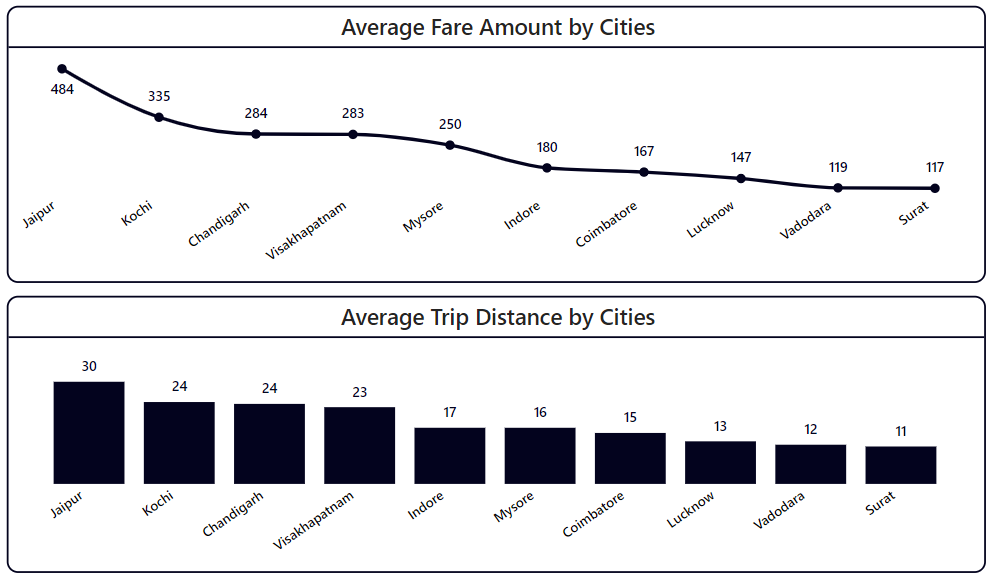 Average Fare Amount by Cities
484
335
284
283
250
180
167
147
119
117
Jaipur
Kochi
Chandigarh
Visakhapatnam
Mysore
Indore
Coimbatore
Lucknow
Vadodara
Surat
Average Trip Distance by Cities
30
24
24
23
17
16
15
13
12
11
Jaipur
Kochi
Chandigarh
Visakhapatnam
Indore
Mysore
Coimbatore
Lucknow
Vadodara
Surat